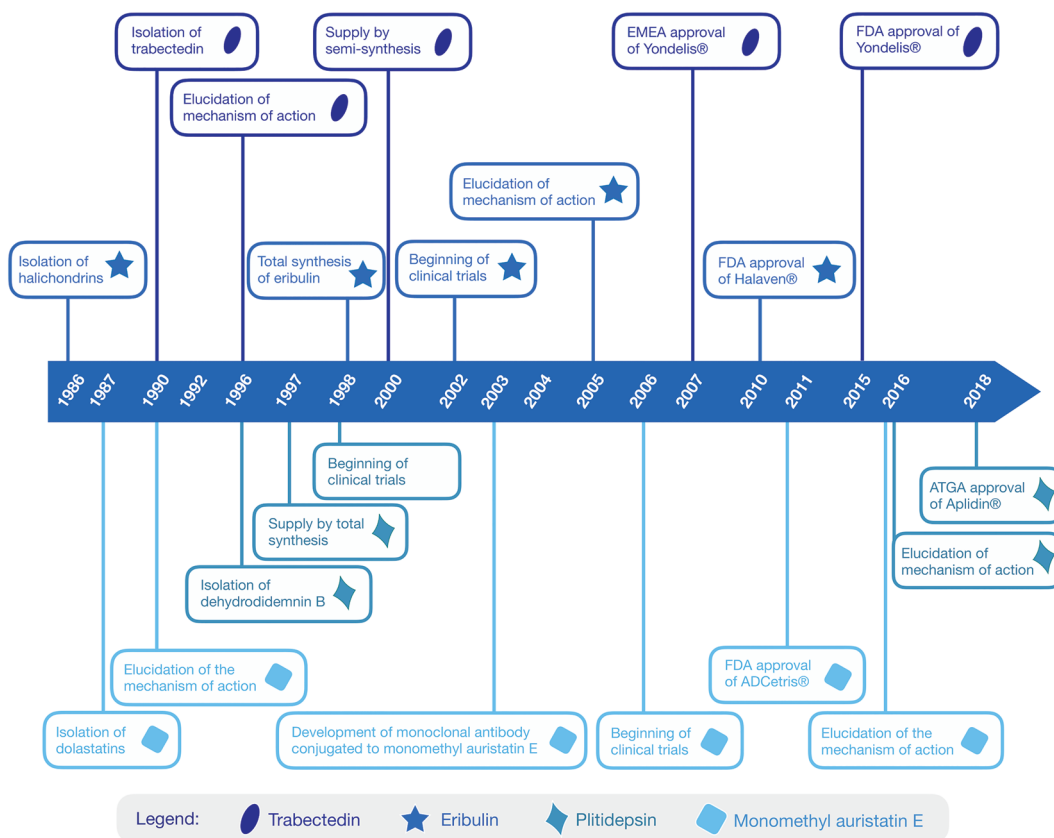 Isolation of
trabectedin
Supply by
semi-synthesis
EMEA approval
of Yondelis®
FDA approval of
Yondelis®
Elucidation of
mechanism of action
Elucidation of
mechanism of action
Isolation of
halichondrins
Total synthesis
of eribulin
Beginning of
clinical trials
FDA approval
of Halaven®
1986
1987
1990
1992
1996
1997
1998
2000
2002
2003
2004
2005
2006
2007
2010
2011
2015
2016
2018
Beginning of
clinical trials
ATGA approval
of Aplidin®
Supply by total
synthesis
Elucidation of
mechanism of action
Isolation of
dehydrodidemnin B
Elucidation of the
mechanism of action
FDA approval
of ADCetris®
Isolation of
dolastatins
Development of monoclonal antibody
conjugated to monomethyl auristatin E
Beginning of
clinical trials
Elucidation of the
mechanism of action
Legend: Trabectedin Eribulin Plitidepsin Monomethyl auristatin E